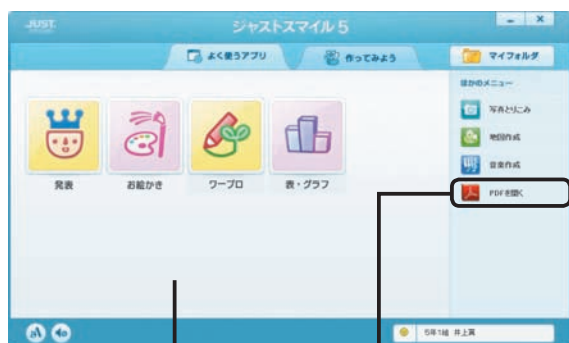 JUST.
ジャストスマイル 5
よく使うアプリ
作ってみよう
マイフォルダ
ほかのメニュー
写真とりこみ
地図作成
音楽作成
PDFを開く
発表
お絵かき
ワープロ
表・グラフ
5年1組 井上翼